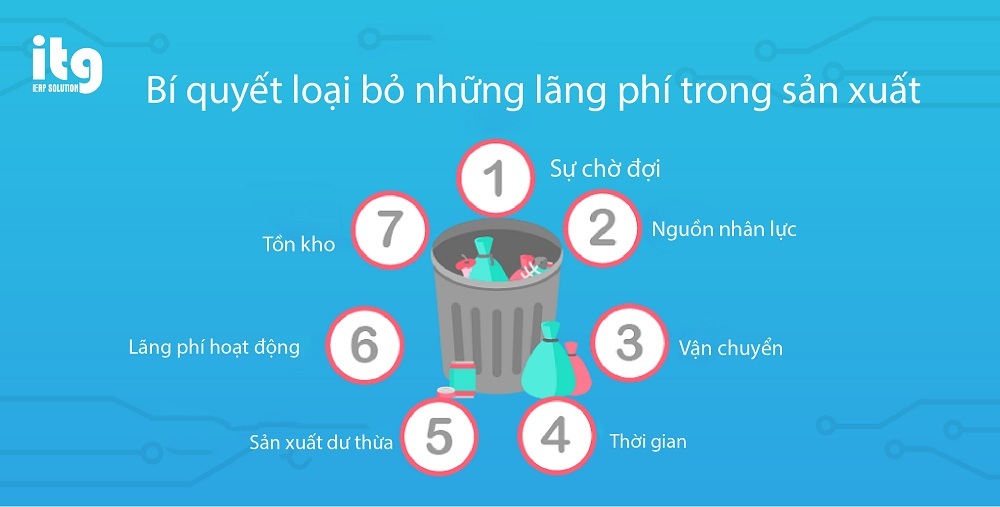 itg
IERP SOLUTION
Bí quyết loại bỏ những lãng phí trong sản xuất
1
Sự chờ đợi
2
Nguồn nhân lực
3
Vận chuyển
4
Thời gian
5
Sản xuất dư thừa
6
Lãng phí hoạt động
7
Tồn kho